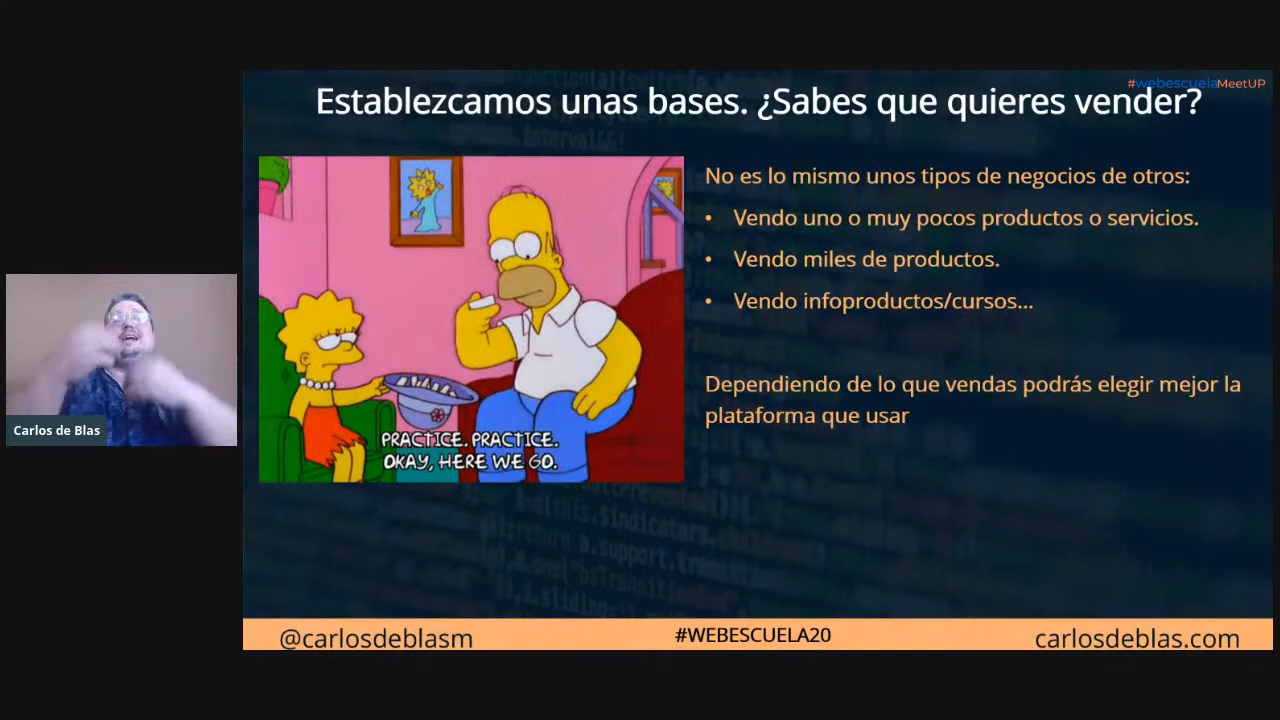 #webescuelaMeetUP
Establezcamos unas bases. ¿Sabes que quieres vender?
No es lo mismo unos tipos de negocios de otros:
• Vendo uno o muy pocos productos o servicios.
• Vendo miles de productos.
• Vendo infoproductos/cursos...
Dependiendo de lo que vendas podrás elegir mejor la
plataforma que usar
PRACTICE. PRACTICE.
OKAY, HERE WE GO.
Carlos de Blas
@carlosdeblasm
#WEBESCUELA20
carlosdeblas.com